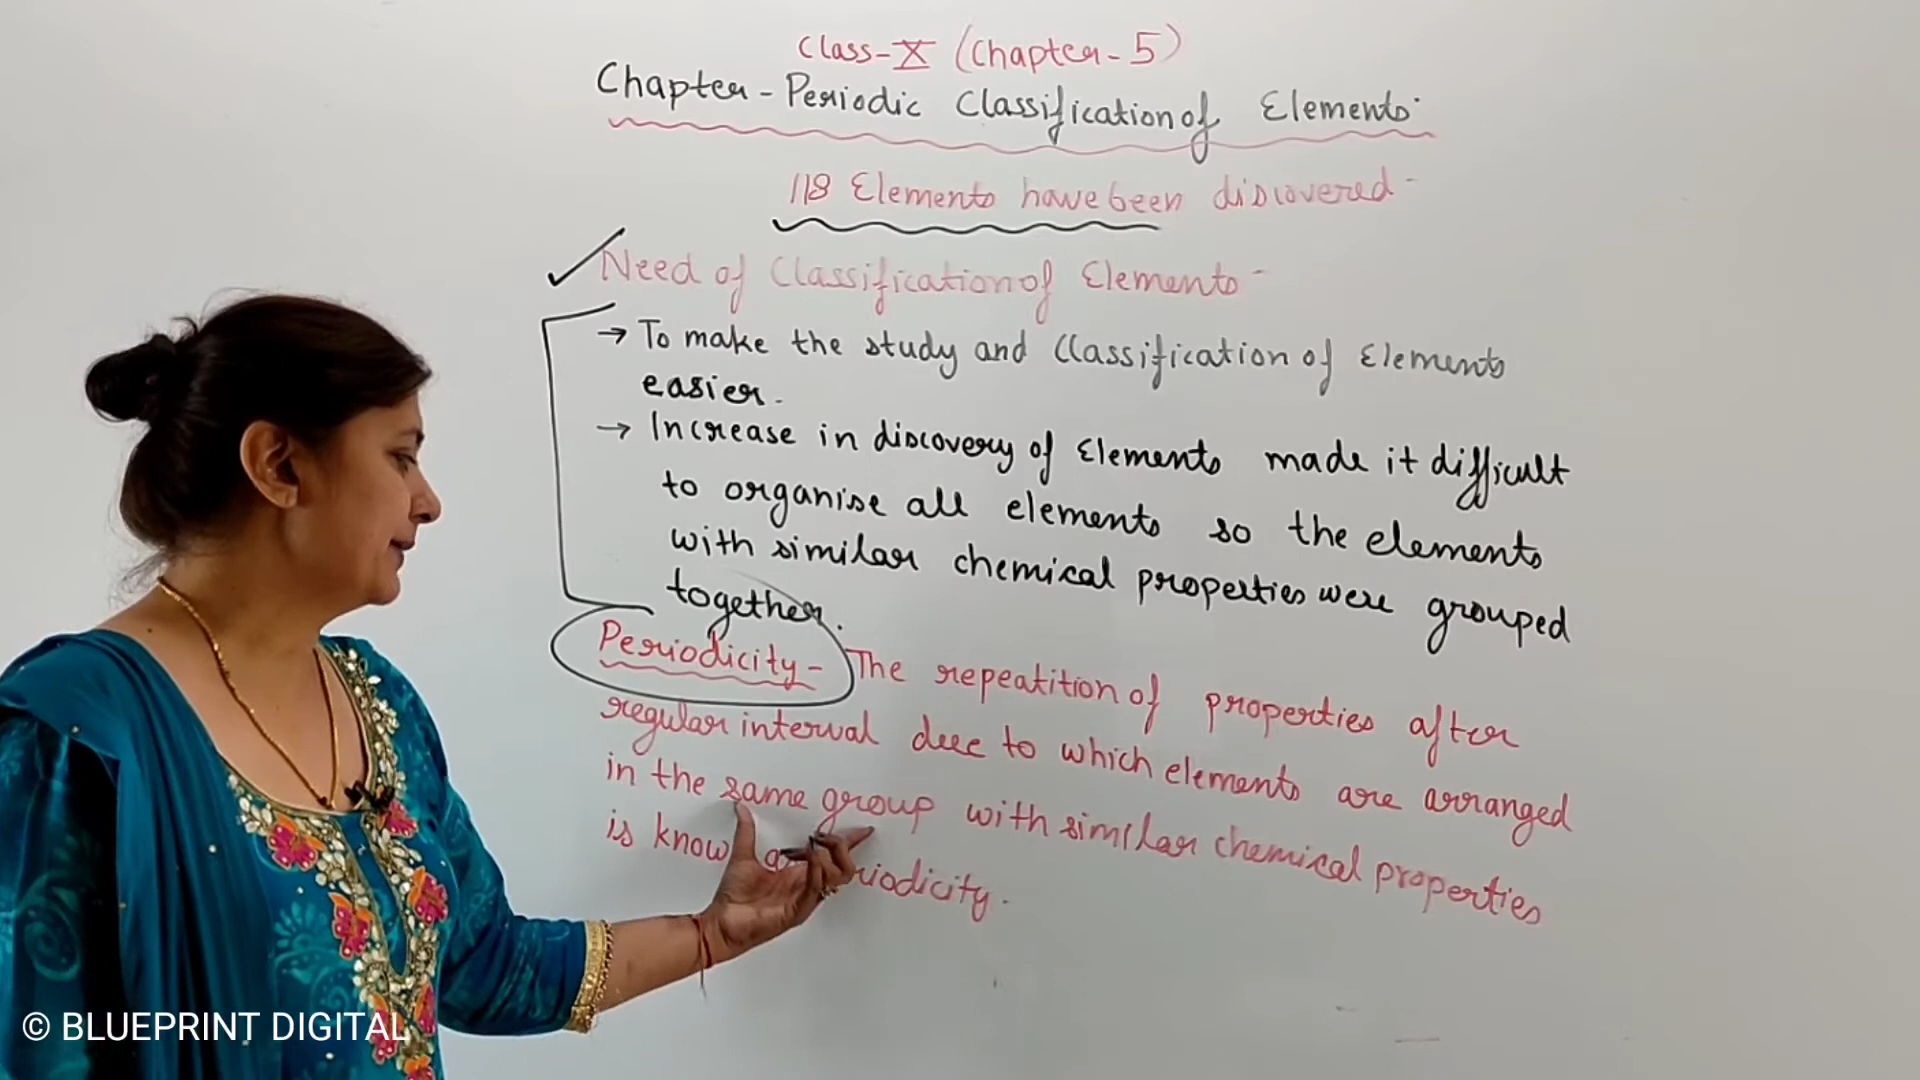 Class-X (Chapter-5)
Chapter-Periodic Classification of Elements.
118 Elements have been discovered-
Need of Classification of Elements-
→ To make the study and Classification of Elements
easier.
→ Increase in discovery of Elements made it difficult
to organise all elements so the elements
with similar chemical properties were grouped
together.
Periodicity- The repeatition of properties after
regular interval due to which elements are arranged
in the same group with similar chemical properties
is
© BLUEPRINT DIGITAL